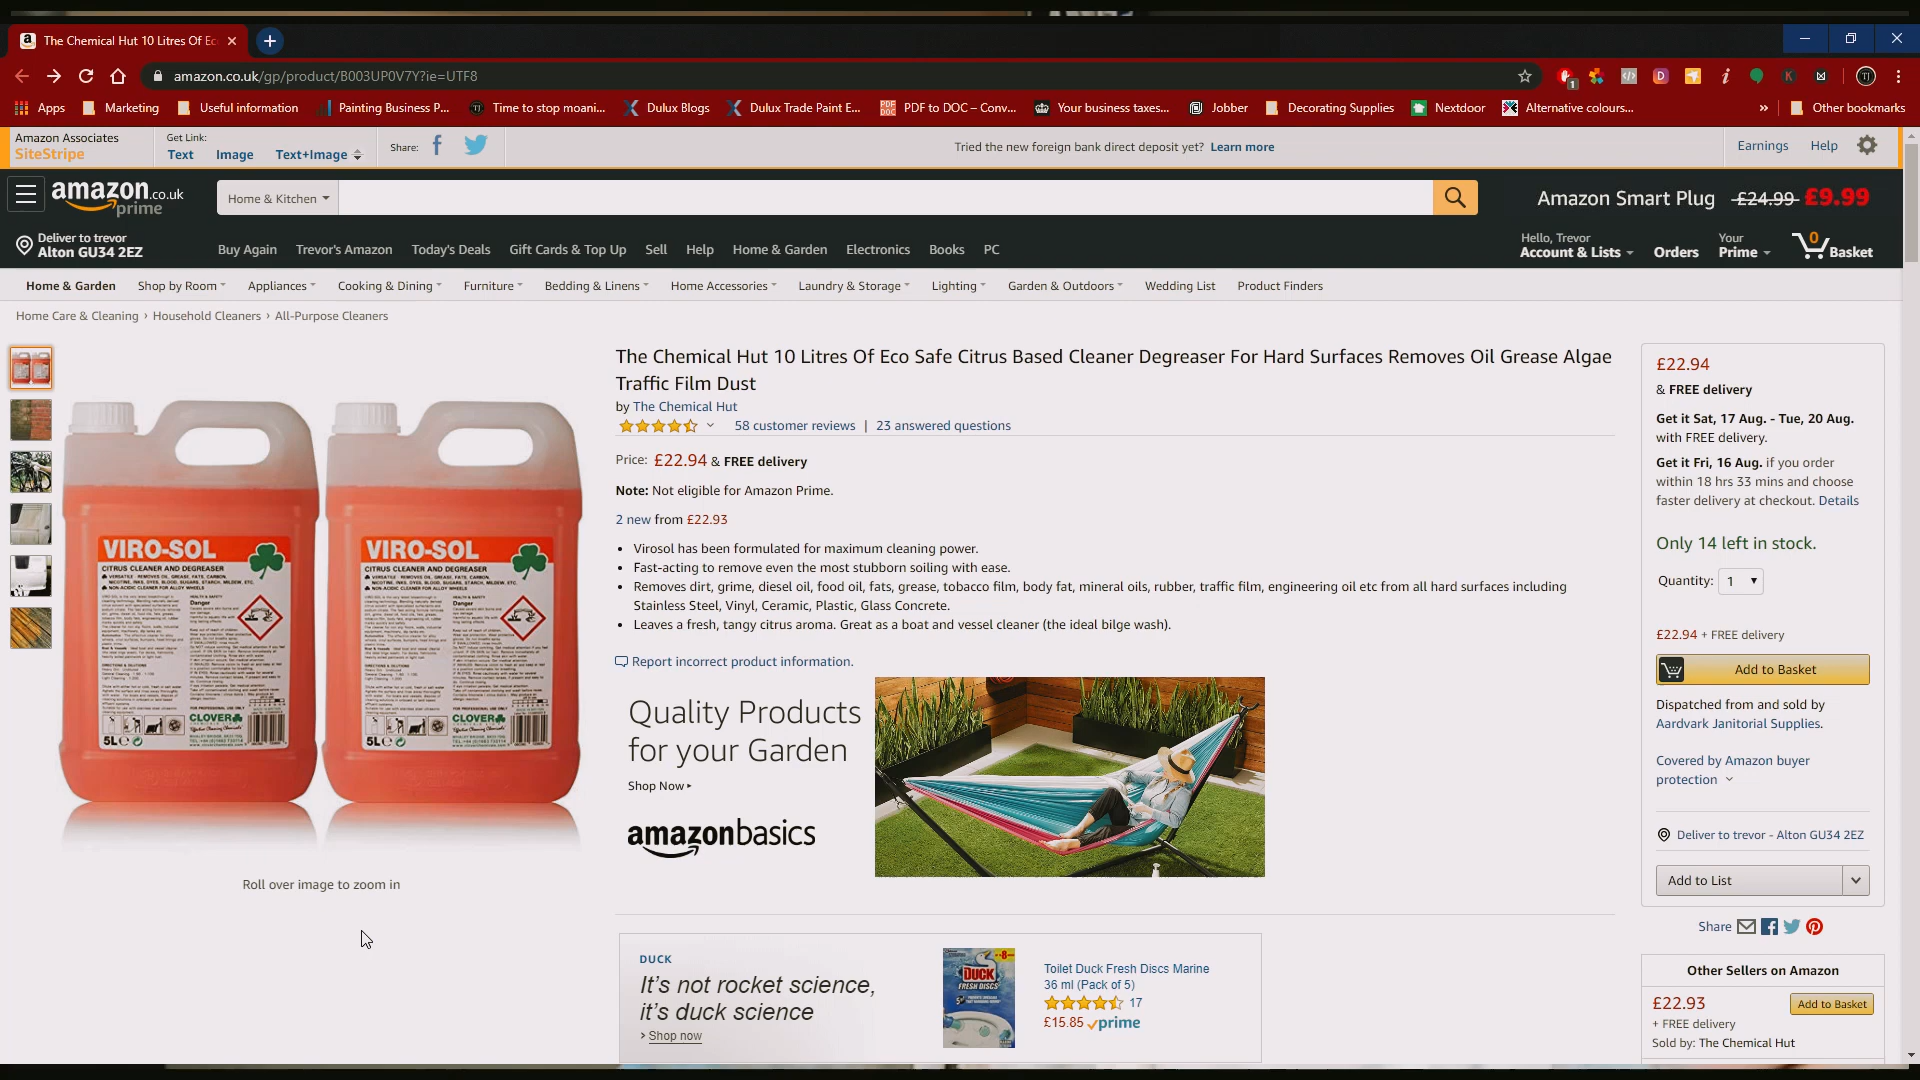 The Chemical Hut 10 Litres Of Ec
amazon.co.uk/gp/product/B003UP0V7Y?ie=UTF8
Apps Marketing Useful information Painting Business P... Time to stop moani... Dulux Blogs Dulux Trade Paint E... PDF to DOC – Conv... Your business taxes... Jobber Decorating Supplies Nextdoor Alternative colours... » Other bookmarks
Amazon Associates
SiteStripe
Get Link:
Text Image Text+Image
Share:
Tried the new foreign bank direct deposit yet? Learn more
Earnings Help
amazon.co.uk
prime
Home & Kitchen
Amazon Smart Plug £24.99 £9.99
Deliver to trevor
Alton GU34 2EZ
Buy Again Trevor's Amazon Today's Deals Gift Cards & Top Up Sell Help Home & Garden Electronics Books PC
Hello, Trevor
Account & Lists
Orders
Your
Prime
0
Basket
Home & Garden Shop by Room Appliances Cooking & Dining Furniture Bedding & Linens Home Accessories Laundry & Storage Lighting Garden & Outdoors Wedding List Product Finders
Home Care & Cleaning › Household Cleaners › All-Purpose Cleaners
VIRO-SOL
CITRUS CLEANER AND DEGREASER
CLOVER
5L
VIRO-SOL
CITRUS CLEANER AND DEGREASER
CLOVER
5L
Roll over image to zoom in
The Chemical Hut 10 Litres Of Eco Safe Citrus Based Cleaner Degreaser For Hard Surfaces Removes Oil Grease Algae
Traffic Film Dust
by The Chemical Hut
58 customer reviews | 23 answered questions
Price: £22.94 & FREE delivery
Note: Not eligible for Amazon Prime.
2 new from £22.93
• Virosol has been formulated for maximum cleaning power.
• Fast-acting to remove even the most stubborn soiling with ease.
• Removes dirt, grime, diesel oil, food oil, fats, grease, tobacco film, body fat, mineral oils, rubber, traffic film, engineering oil etc from all hard surfaces including
Stainless Steel, Vinyl, Ceramic, Plastic, Glass Concrete.
• Leaves a fresh, tangy citrus aroma. Great as a boat and vessel cleaner (the ideal bilge wash).
Report incorrect product information.
Quality Products
for your Garden
Shop Now
amazonbasics
DUCK
It's not rocket science,
it's duck science
› Shop now
DUCK
FRESH DISCS
Toilet Duck Fresh Discs Marine
36 ml (Pack of 5)
17
£15.85 prime
£22.94
& FREE delivery
Get it Sat, 17 Aug. - Tue, 20 Aug.
with FREE delivery.
Get it Fri, 16 Aug. if you order
within 18 hrs 33 mins and choose
faster delivery at checkout. Details
Only 14 left in stock.
Quantity: 1
£22.94 + FREE delivery
Add to Basket
Dispatched from and sold by
Aardvark Janitorial Supplies.
Covered by Amazon buyer
protection
Deliver to trevor - Alton GU34 2EZ
Add to List
Share
Other Sellers on Amazon
£22.93 Add to Basket
+ FREE delivery
Sold by: The Chemical Hut